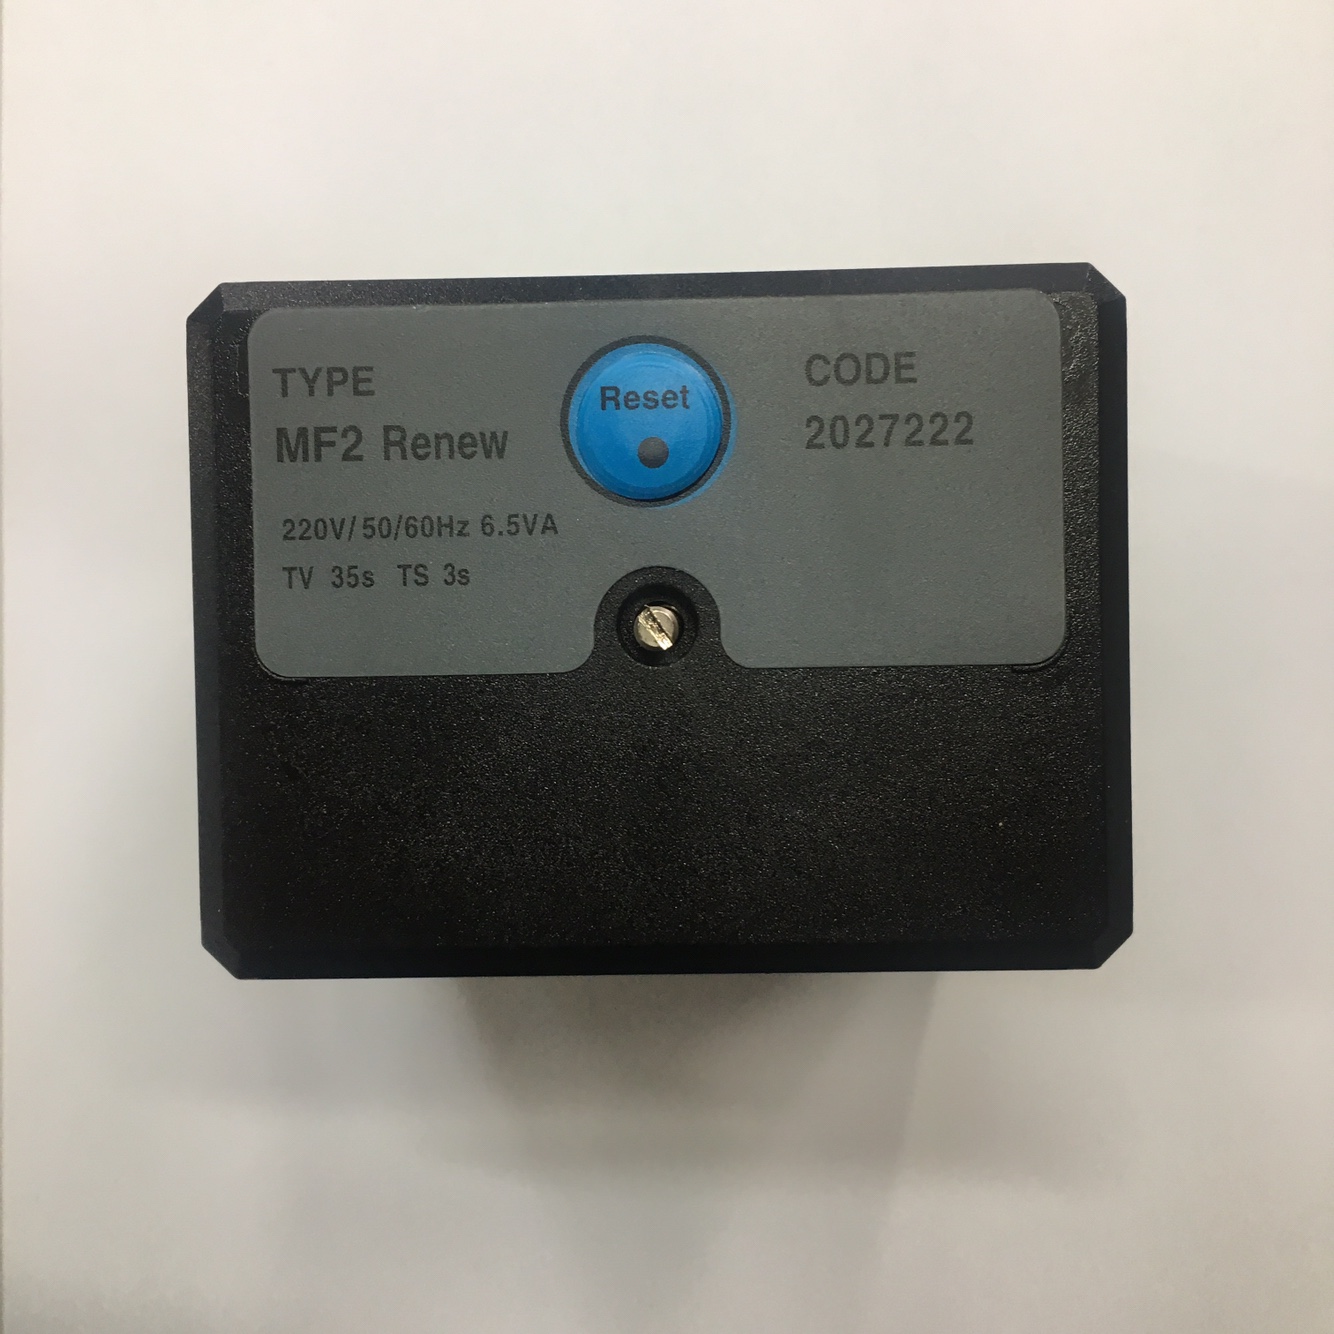 TYPE
MF2 Renew
220V/ 50/60Hz 6.5VA
TV 35s TS 3s
Reset
CODE
2027222